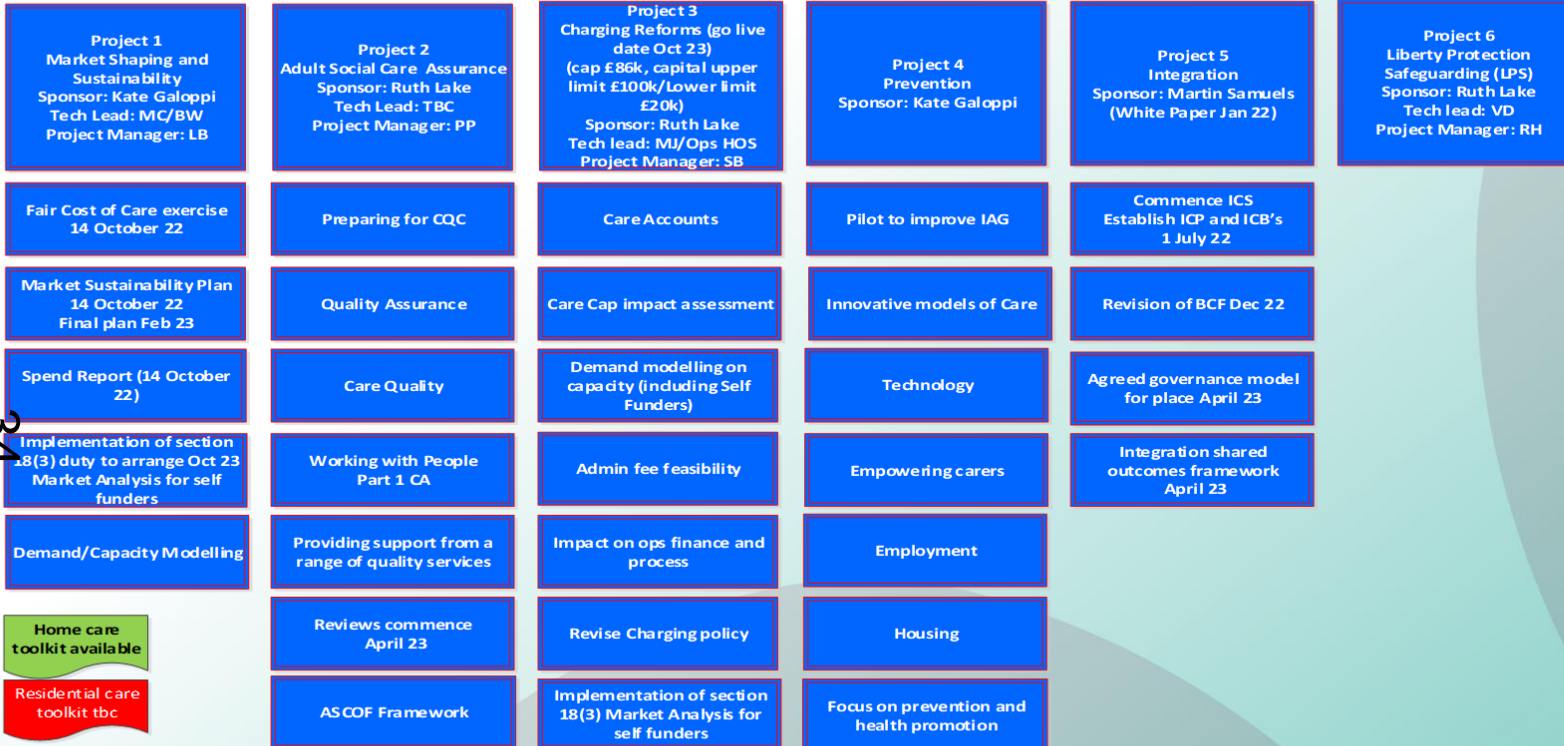 Project 1
Market Shaping and
Sustainability
Sponsor: Kate Galoppi
Tech Lead: MC/BW
Project Manager: LB
Fair Cost of Care exercise
14 October 22
Market Sustainability Plan
14 October 22
Final plan Feb 23
Spend Report (14 October
22)
34
Implementation of section
18(3) duty to arrange Oct 23
Market Analysis for self
funders
Demand/Capacity Modelling
Home care
toolkit available
Residential care
toolkit tbc
Project 2
Adult Social Care Assurance
Sponsor: Ruth Lake
Tech Lead: TBC
Project Manager: PP
Preparing for CQC
Quality Assurance
Care Quality
Working with People
Part 1 CA
Providing support from a
range of quality services
Reviews commence
April 23
ASCOF Framework
Project 3
Charging Reforms (go live
date Oct 23)
(cap £86k, capital upper
limit £100k/Lower limit
£20k)
Sponsor: Ruth Lake
Tech lead: MJ/Ops HOS
Project Manager: SB
Care Accounts
Care Cap impact assessment
Demand modelling on
capacity (including Self
Funders)
Admin fee feasibility
Impact on ops finance and
process
Revise Charging policy
Implementation of section
18(3) Market Analysis for
self funders
Project 4
Prevention
Sponsor: Kate Galoppi
Pilot to improve IAG
Innovative models of Care
Technology
Empowering carers
Employment
Housing
Focus on prevention and
health promotion
Project 5
Integration
Sponsor: Martin Samuels
(White Paper Jan 22)
Commence ICS
Establish ICP and ICB's
1 July 22
Revision of BCF Dec 22
Agreed governance model
for place April 23
Integration shared
outcomes framework
April 23
Project 6
Liberty Protection
Safeguarding (LPS)
Sponsor: Ruth Lake
Tech lead: VD
Project Manager: RH